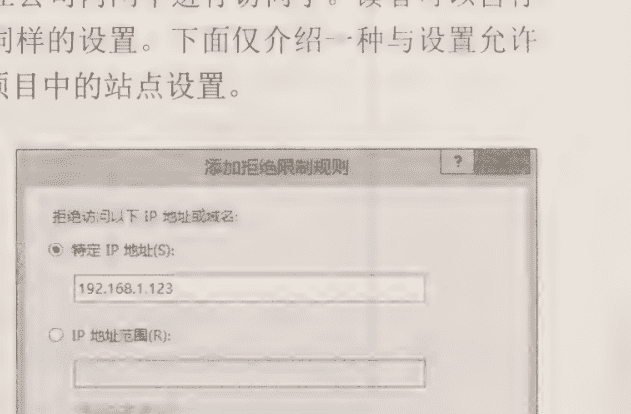 同样的设置。下面仅介绍一种与设置允许
项目中的站点设置。
添加拒绝限制规则
?
拒绝访问以下 IP 地址或域名:
特定 IP 地址(S):
192.168.1.123
IP 地址范围(R):